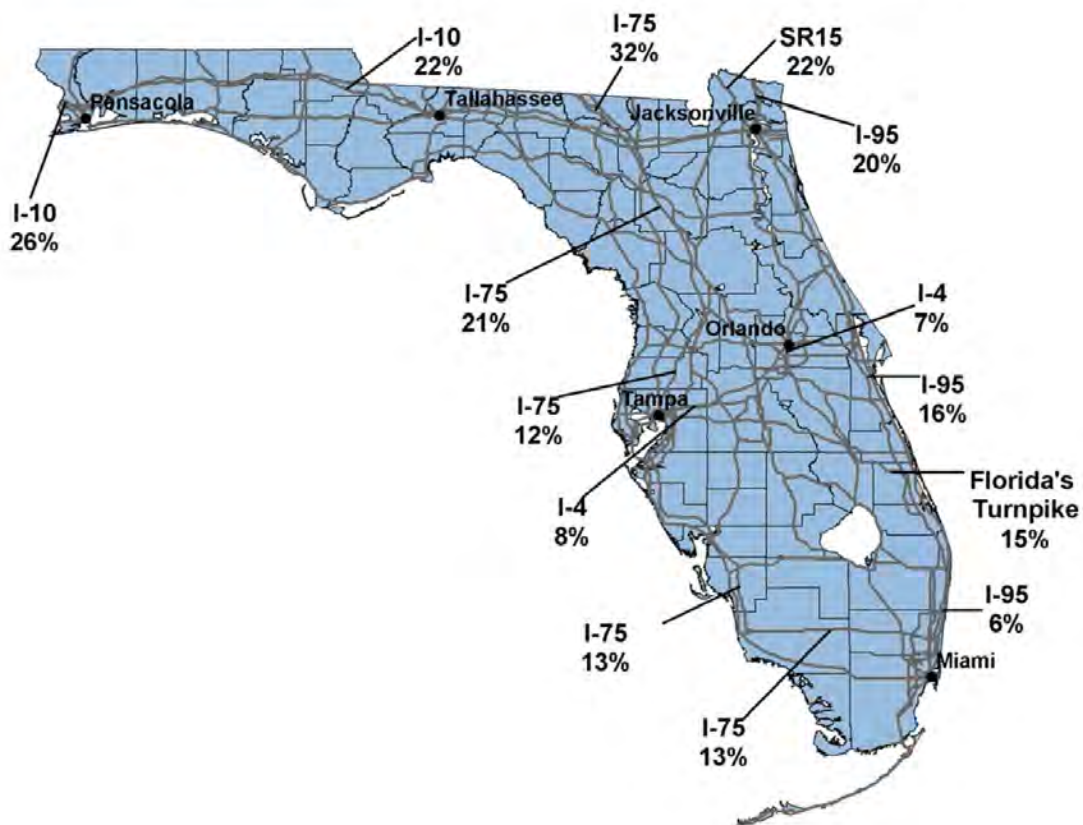 I-75
32%
SR15
22%
I-10
22%
Pensacola
Tallahassee
Jacksonville
I-95
20%
I-10
26%
I-75
21%
I-4
7%
Orlando
I-95
16%
I-75
12%
Tampa
Florida's
Turnpike
15%
I-4
8%
I-95
6%
I-75
13%
Miami
I-75
13%